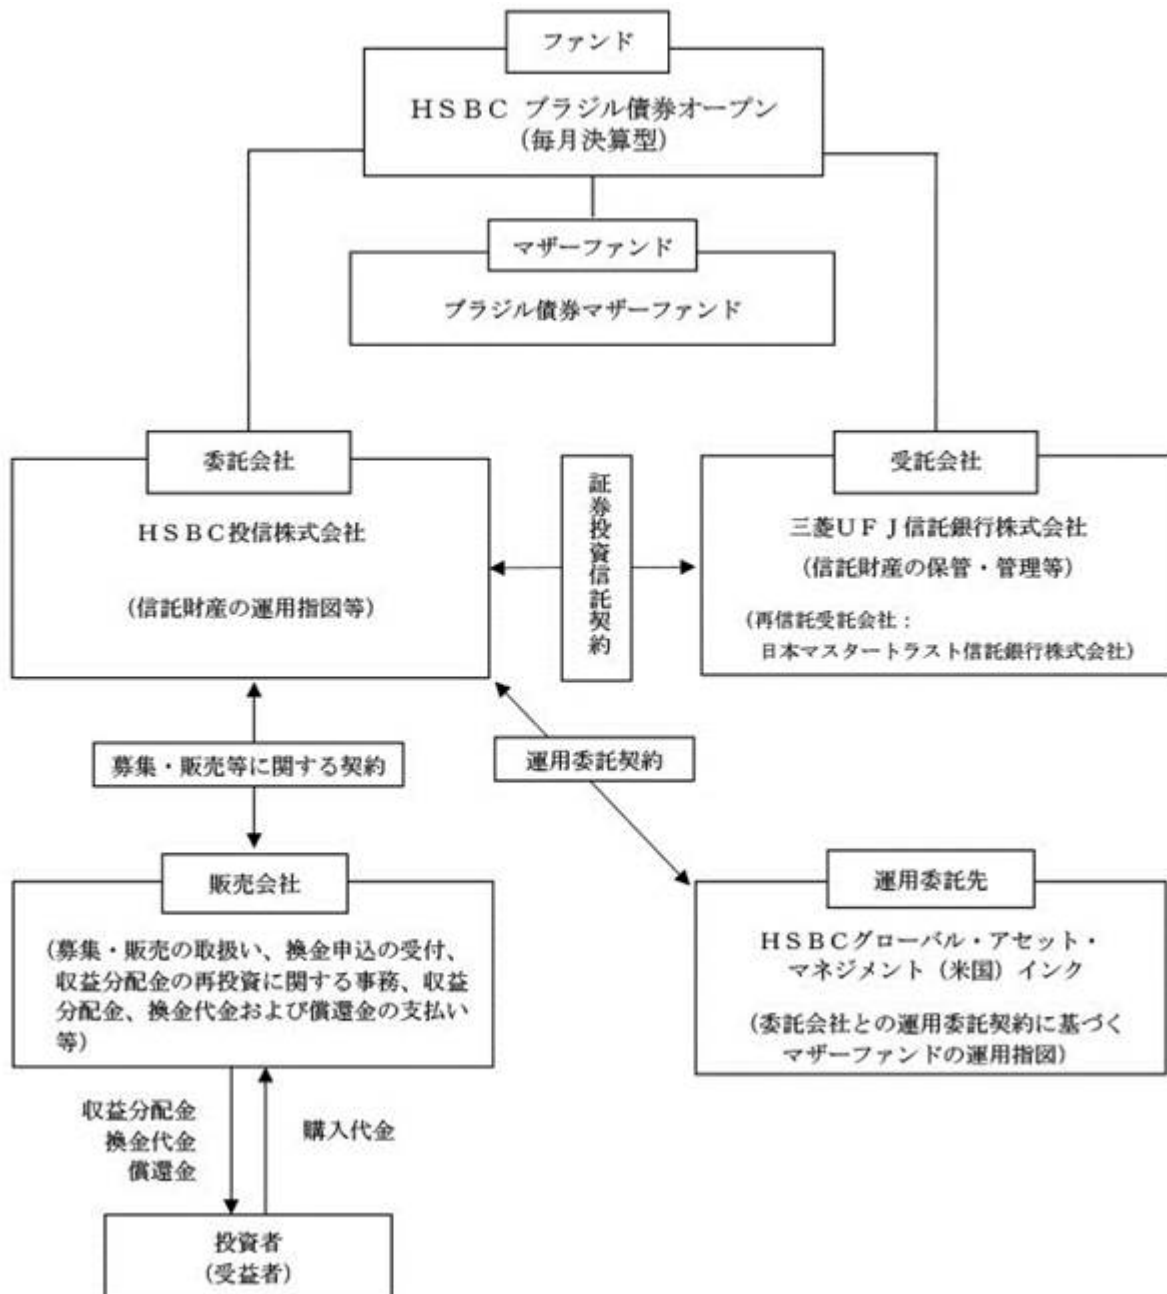 ファンド
ＨＳＢＣ ブラジル債券オープン
（毎月決算型）
マザーファンド
ブラジル債券マザーファンド
委託会社
ＨＳＢＣ投信株式会社
（信託財産の運用指図等）
証券投資信託契約
受託会社
三菱ＵＦＪ信託銀行株式会社
（信託財産の保管・管理等）
（再信託受託会社：
日本マスタートラスト信託銀行株式会社）
募集・販売等に関する契約
運用委託契約
販売会社
（募集・販売の取扱い、換金申込の受付、
収益分配金の再投資に関する事務、収益
分配金、換金代金および償還金の支払い
等）
運用委託先
ＨＳＢＣグローバル・アセット・
マネジメント（米国）インク
（委託会社との運用委託契約に基づく
マザーファンドの運用指図）
収益分配金
換金代金
償還金
購入代金
投資者
（受益者）